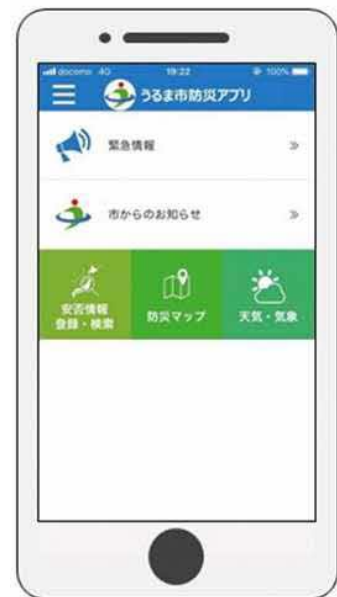 docomo 4G 19:22 100%
うるま市防災アプリ
緊急情報 »
市からのお知らせ »
安否情報
登録・検索
防災マップ
天気・気象